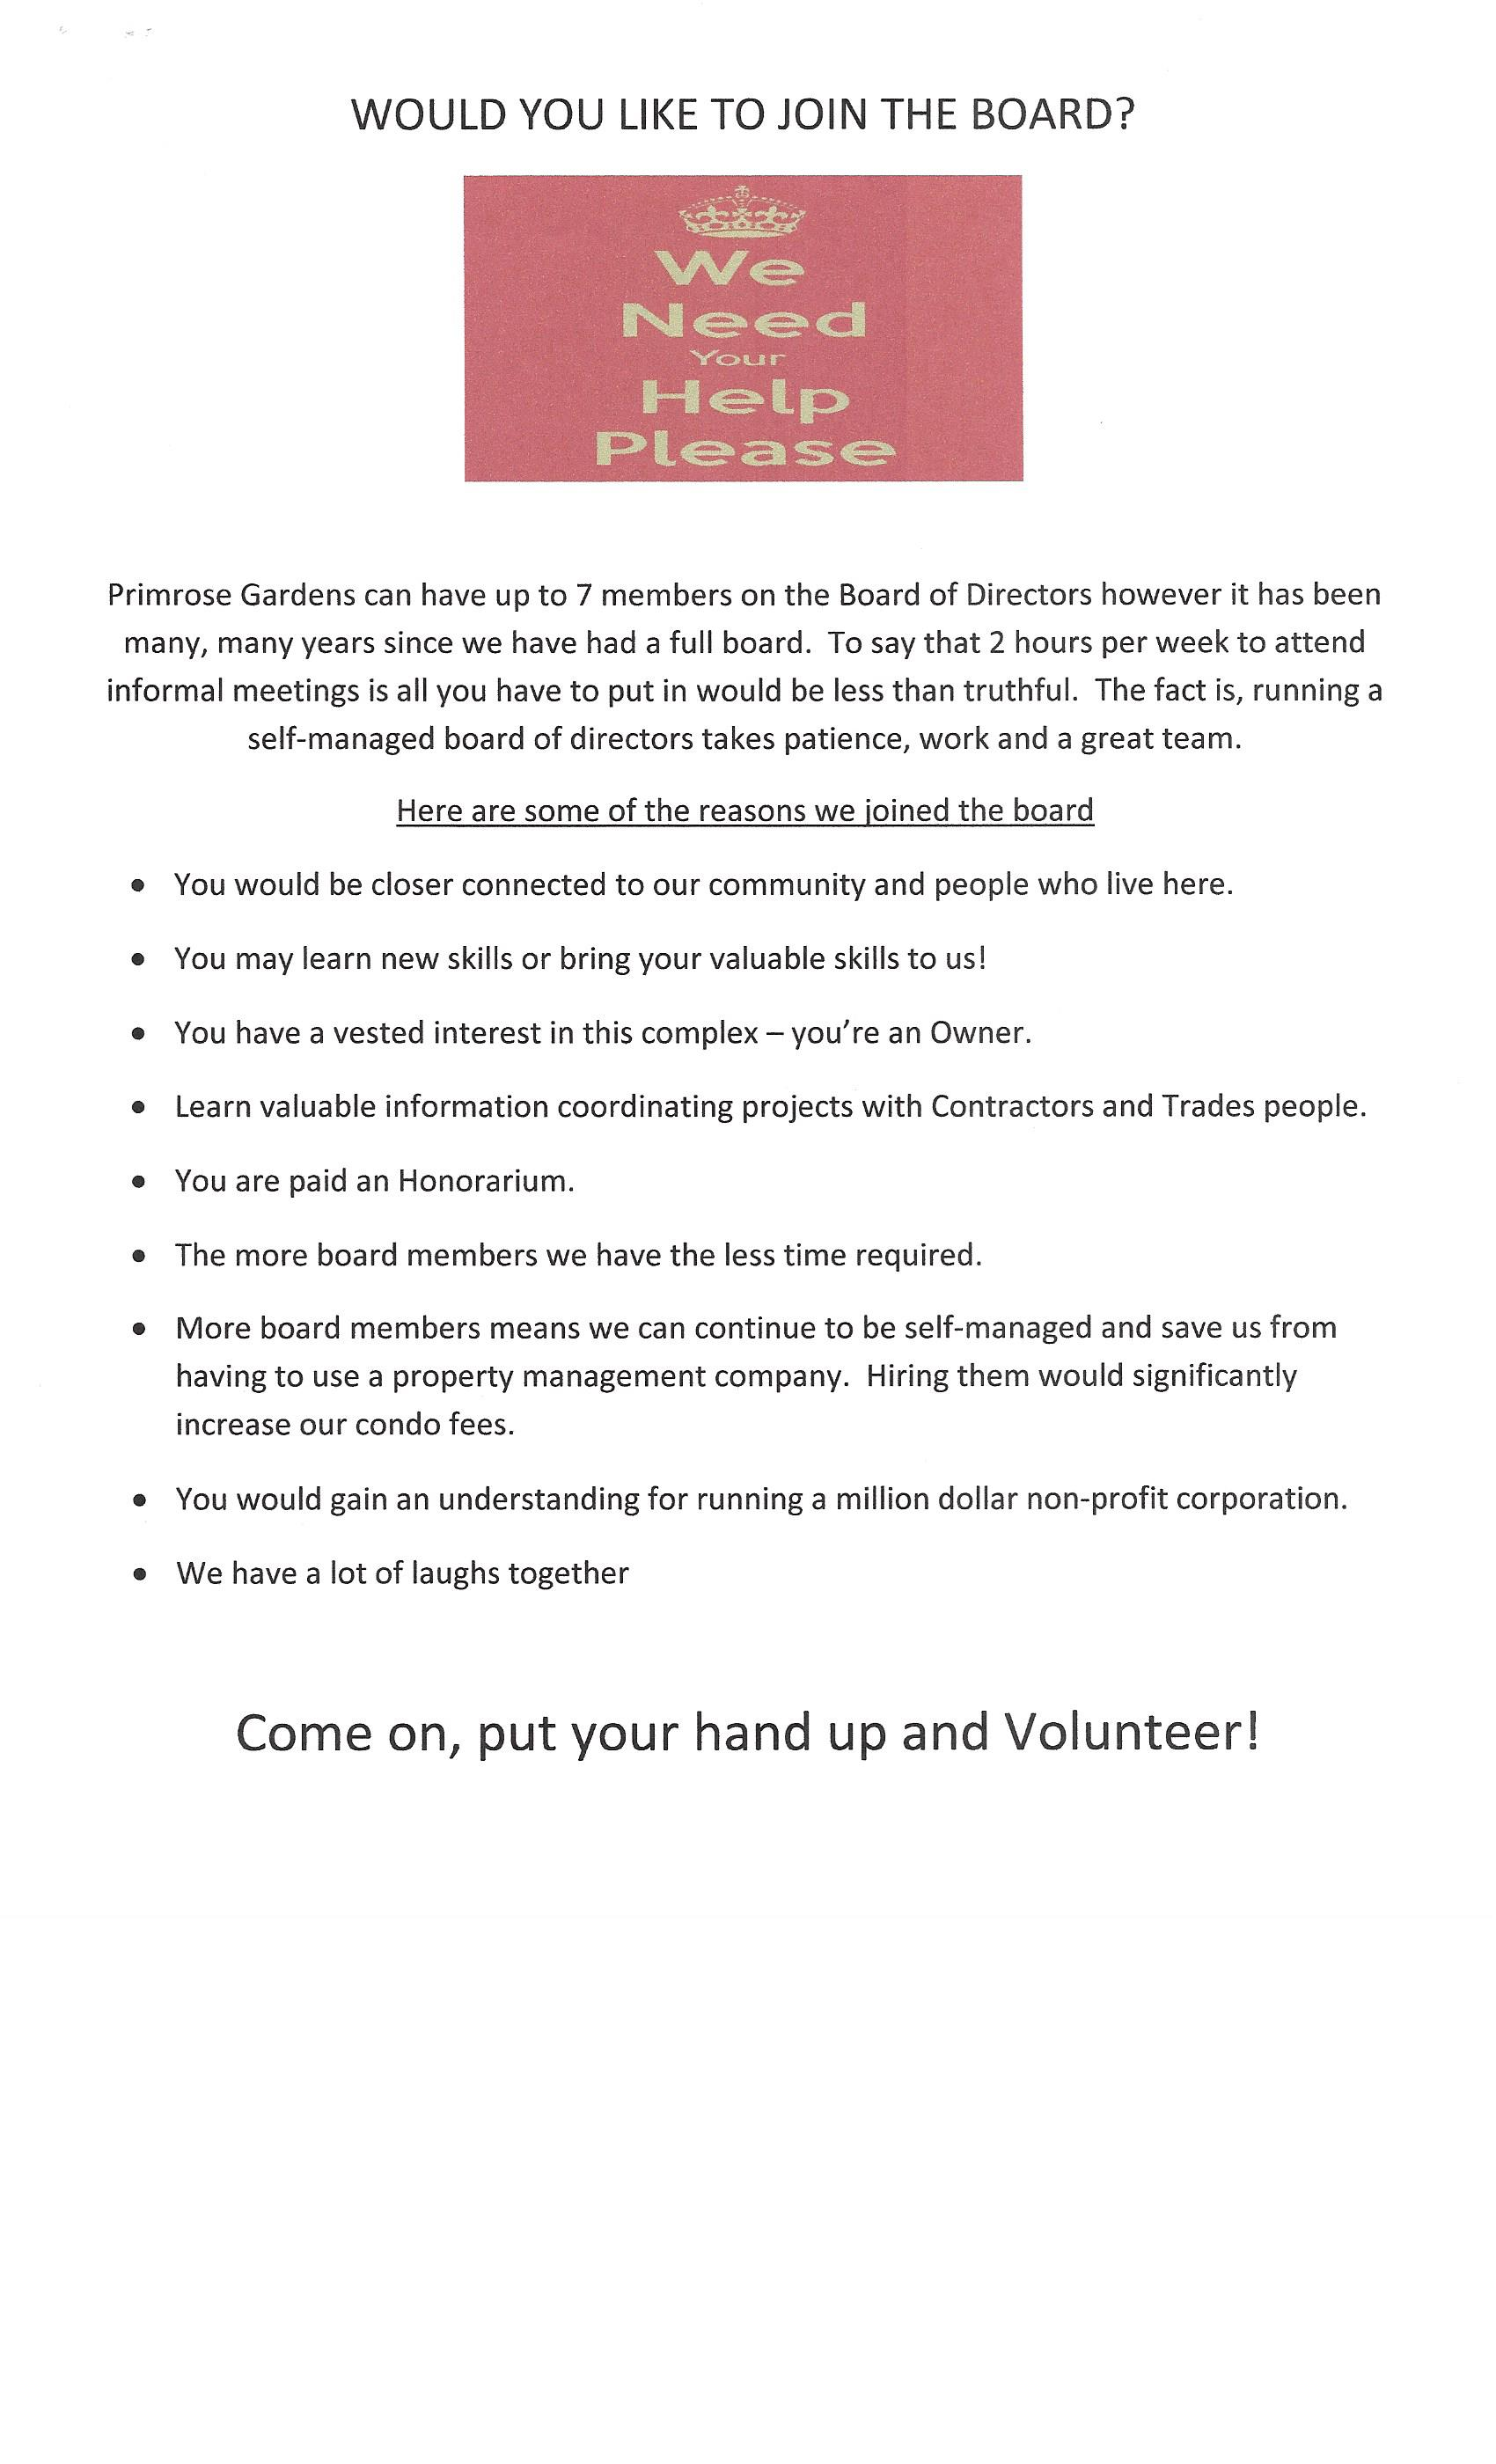 WOULD YOU LIKE TO JOIN THE BOARD?
We
Need
Your
Help
Please
Primrose Gardens can have up to 7 members on the Board of Directors however it has been
many, many years since we have had a full board.  To say that 2 hours per week to attend
informal meetings is all you have to put in would be less than truthful.  The fact is, running a
self-managed board of directors takes patience, work and a great team.
Here are some of the reasons we joined the board
• You would be closer connected to our community and people who live here.
• You may learn new skills or bring your valuable skills to us!
• You have a vested interest in this complex – you’re an Owner.
• Learn valuable information coordinating projects with Contractors and Trades people.
• You are paid an Honorarium.
• The more board members we have the less time required.
• More board members means we can continue to be self-managed and save us from
having to use a property management company.  Hiring them would significantly
increase our condo fees.
• You would gain an understanding for running a million dollar non-profit corporation.
• We have a lot of laughs together
Come on, put your hand up and Volunteer!